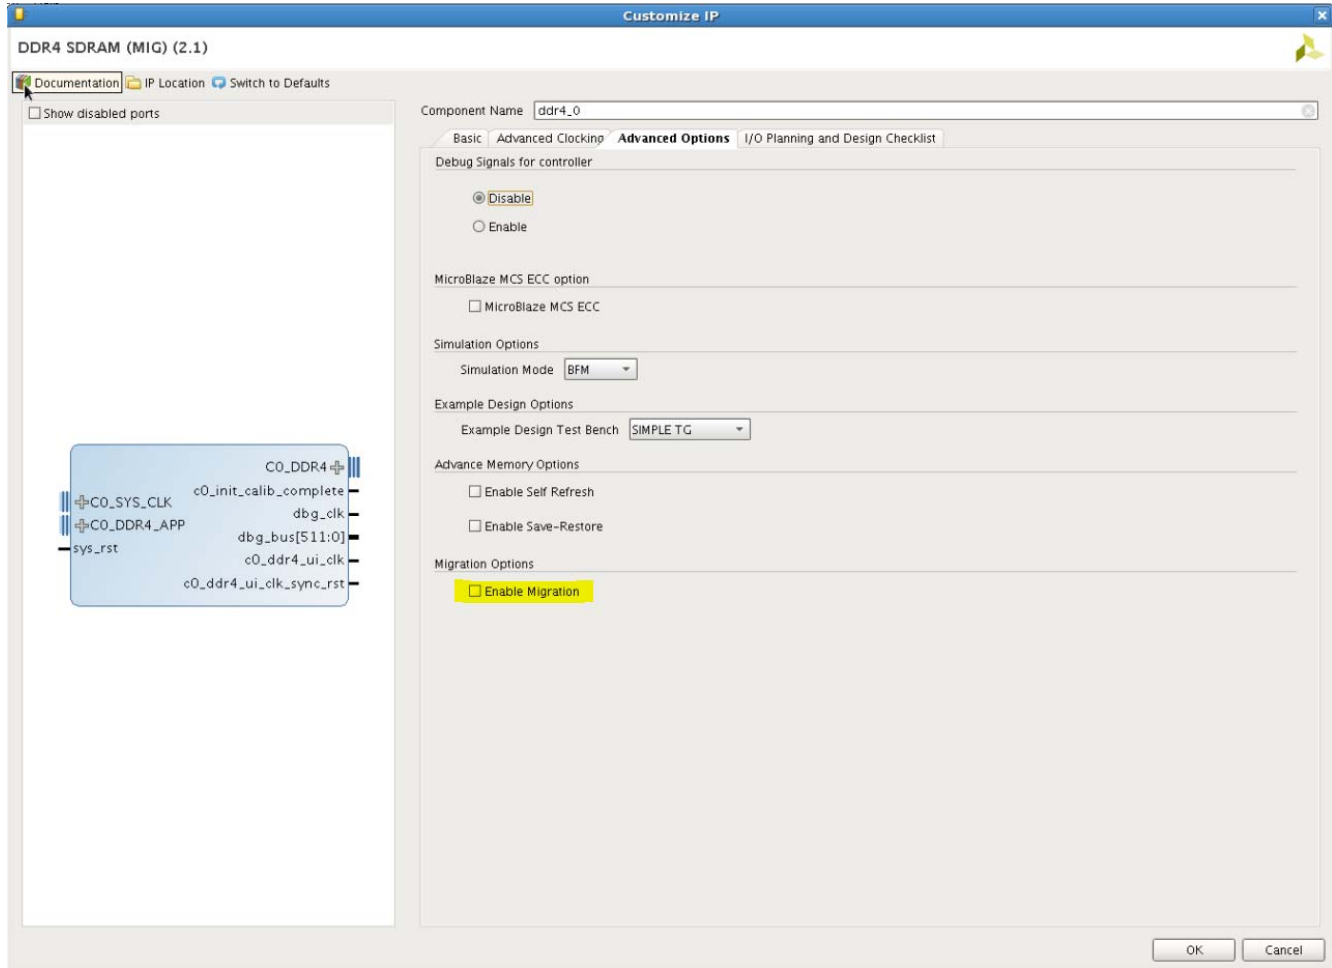 Customize IP
DDR4 SDRAM (MIG) (2.1)
Documentation IP Location Switch to Defaults
Show disabled ports
Component Name ddr4_0
Basic Advanced Clocking Advanced Options I/O Planning and Design Checklist
Debug Signals for controller
Disable
Enable
MicroBlaze MCS ECC option
MicroBlaze MCS ECC
Simulation Options
Simulation Mode BFM
Example Design Options
Example Design Test Bench SIMPLE TG
Advance Memory Options
Enable Self Refresh
Enable Save-Restore
Migration Options
Enable Migration
C0_DDR4
c0_init_calib_complete
C0_SYS_CLK
dbg_clk
C0_DDR4_APP
dbg_bus[511:0]
sys_rst
c0_ddr4_ui_clk
c0_ddr4_ui_clk_sync_rst
OK Cancel